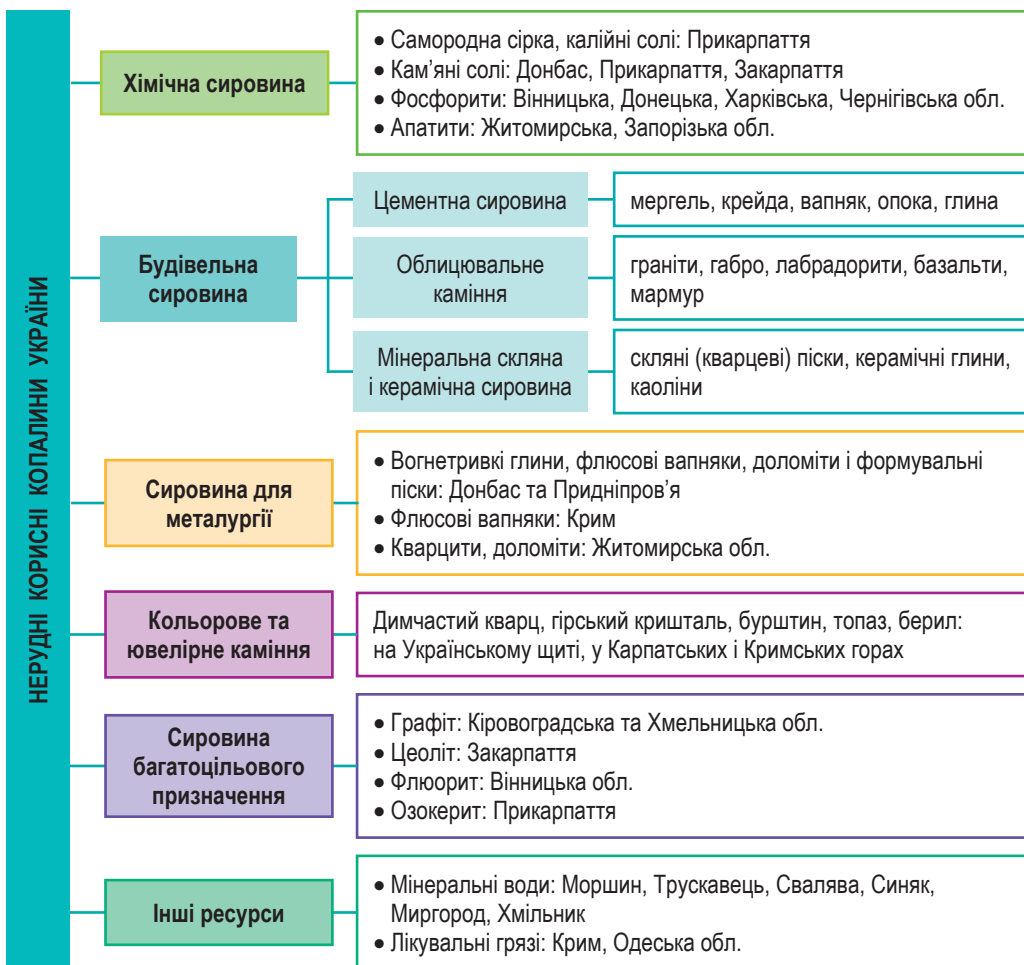 НЕРУДНІ КОРИСНІ КОПАЛИНИ УКРАЇНИ
Хімічна сировина
• Самородна сірка, калійні солі: Прикарпаття
• Кам’яні солі: Донбас, Прикарпаття, Закарпаття
• Фосфорити: Вінницька, Донецька, Харківська, Чернігівська обл.
• Апатити: Житомирська, Запорізька обл.
Будівельна
сировина
Цементна сировина
мергель, крейда, вапняк, опока, глина
Облицювальне
каміння
граніти, габро, лабрадорити, базальти,
мармур
Мінеральна скляна
і керамічна сировина
скляні (кварцеві) піски, керамічні глини,
каоліни
Сировина для
металургії
• Вогнетривкі глини, флюсові вапняки, доломіти і формувальні
піски: Донбас та Придніпров’я
• Флюсові вапняки: Крим
• Кварцити, доломіти: Житомирська обл.
Кольорове та
ювелірне каміння
Димчастий кварц, гірський кришталь, бурштин, топаз, берил:
на Українському щиті, у Карпатських і Кримських горах
Сировина
багатоцільового
призначення
• Графіт: Кіровоградська та Хмельницька обл.
• Цеоліт: Закарпаття
• Флюорит: Вінницька обл.
• Озокерит: Прикарпаття
Інші ресурси
• Мінеральні води: Моршин, Трускавець, Свалява, Синяк,
Миргород, Хмільник
• Лікувальні грязі: Крим, Одеська обл.